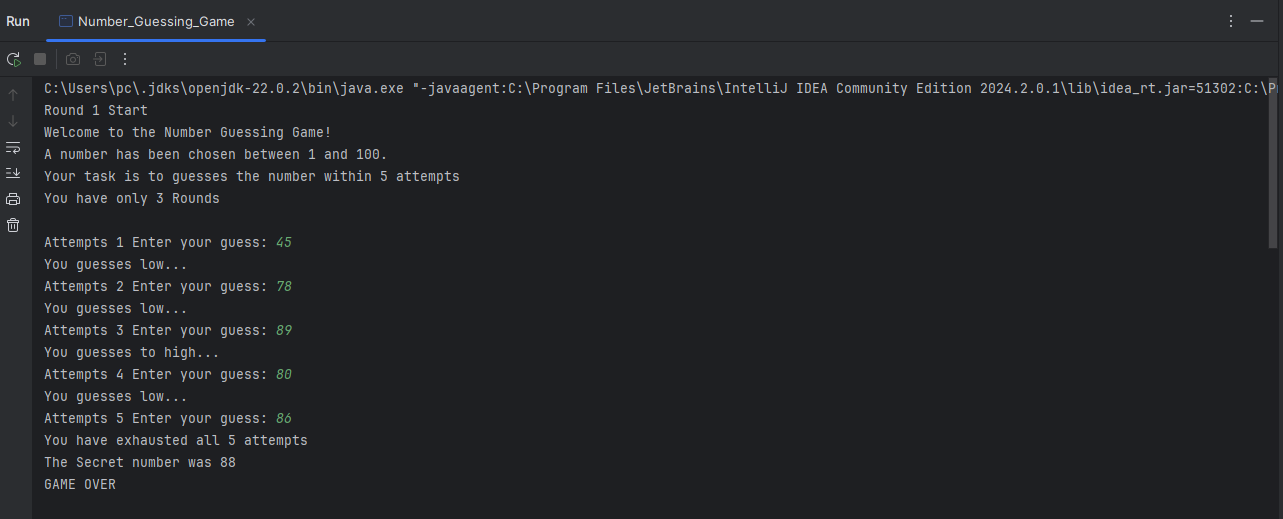 Run Number_Guessing_Game
C:\Users\pc\.jdks\openjdk-22.0.2\bin\java.exe "-javaagent:C:\Program Files\JetBrains\IntelliJ IDEA Community Edition 2024.2.0.1\lib\idea_rt.jar=51302:C:\P
Round 1 Start
Welcome to the Number Guessing Game!
A number has been chosen between 1 and 100.
Your task is to guesses the number within 5 attempts
You have only 3 Rounds
Attempts 1 Enter your guess: 45
You guesses low...
Attempts 2 Enter your guess: 78
You guesses low...
Attempts 3 Enter your guess: 89
You guesses to high...
Attempts 4 Enter your guess: 80
You guesses low...
Attempts 5 Enter your guess: 86
You have exhausted all 5 attempts
The Secret number was 88
GAME OVER